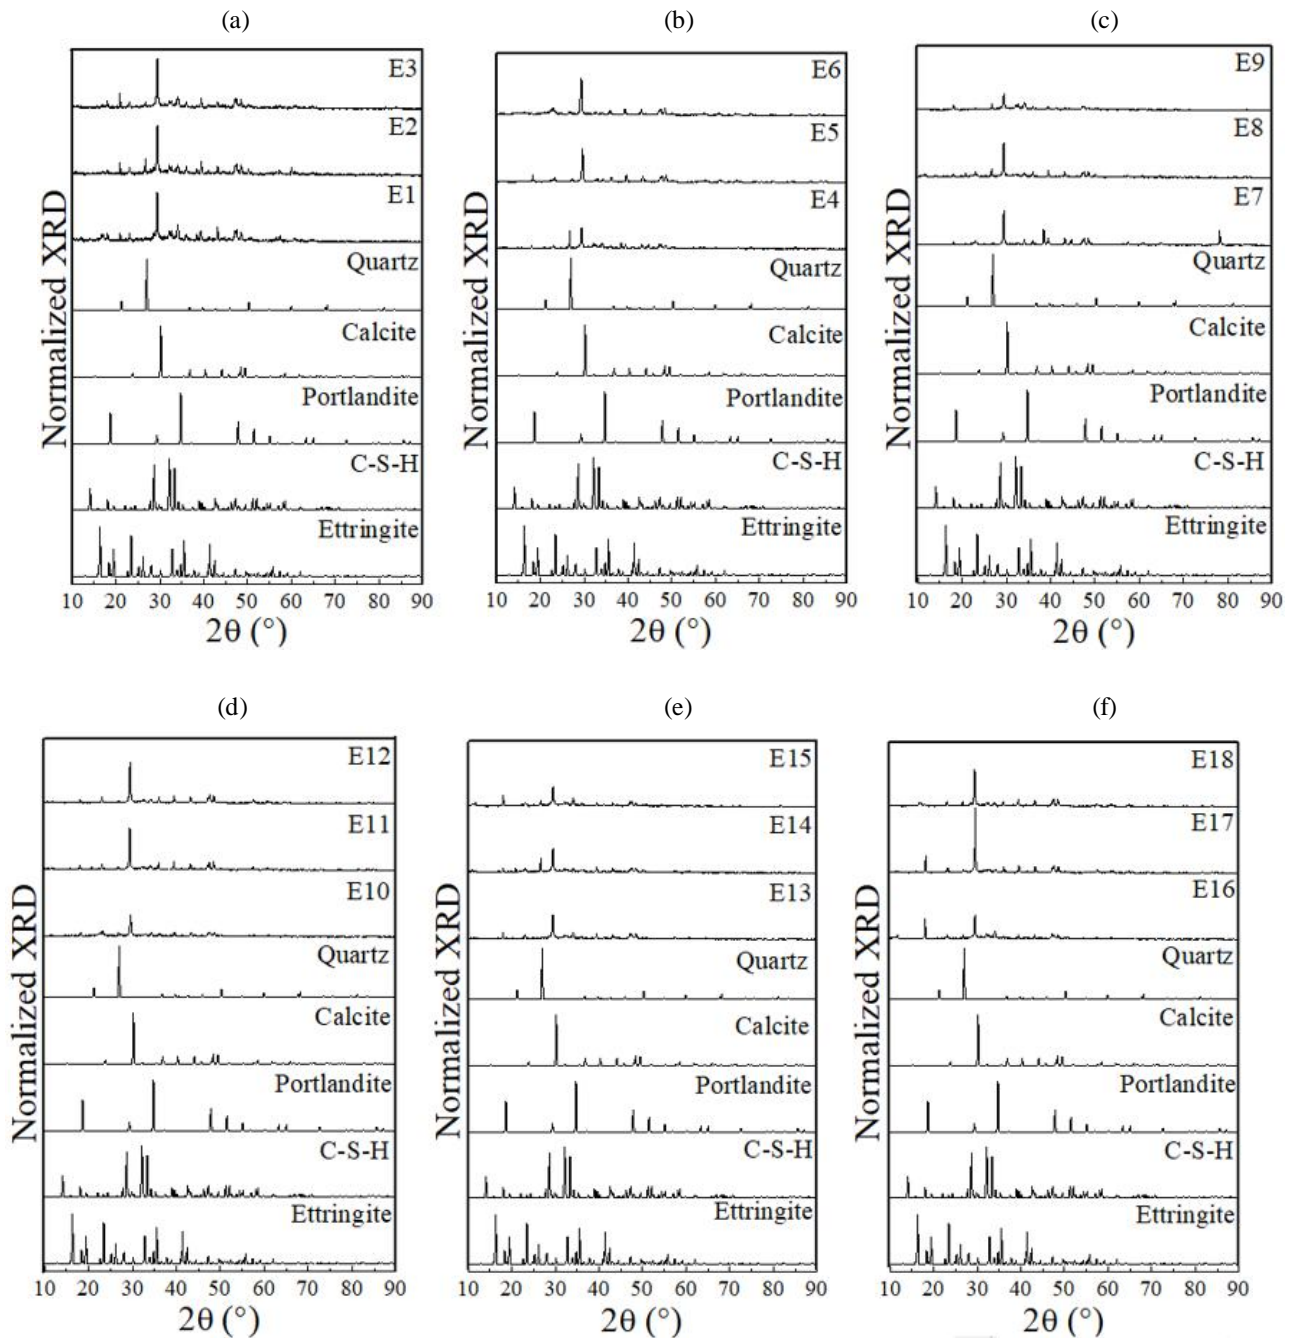 (a)
(b)
(c)
E3
E2
E1
Quartz
Calcite
Portlandite
C-S-H
Ettringite
Normalized XRD
10 20 30 40 50 60 70 80 90
2θ (°)
E6
E5
E4
Quartz
Calcite
Portlandite
C-S-H
Ettringite
Normalized XRD
10 20 30 40 50 60 70 80 90
2θ (°)
E9
E8
E7
Quartz
Calcite
Portlandite
C-S-H
Ettringite
Normalized XRD
10 20 30 40 50 60 70 80 90
2θ (°)
(d)
(e)
(f)
E12
E11
E10
Quartz
Calcite
Portlandite
C-S-H
Ettringite
Normalized XRD
10 20 30 40 50 60 70 80 90
2θ (°)
E15
E14
E13
Quartz
Calcite
Portlandite
C-S-H
Ettringite
Normalized XRD
10 20 30 40 50 60 70 80 90
2θ (°)
E18
E17
E16
Quartz
Calcite
Portlandite
C-S-H
Ettringite
Normalized XRD
10 20 30 40 50 60 70 80 90
2θ (°)